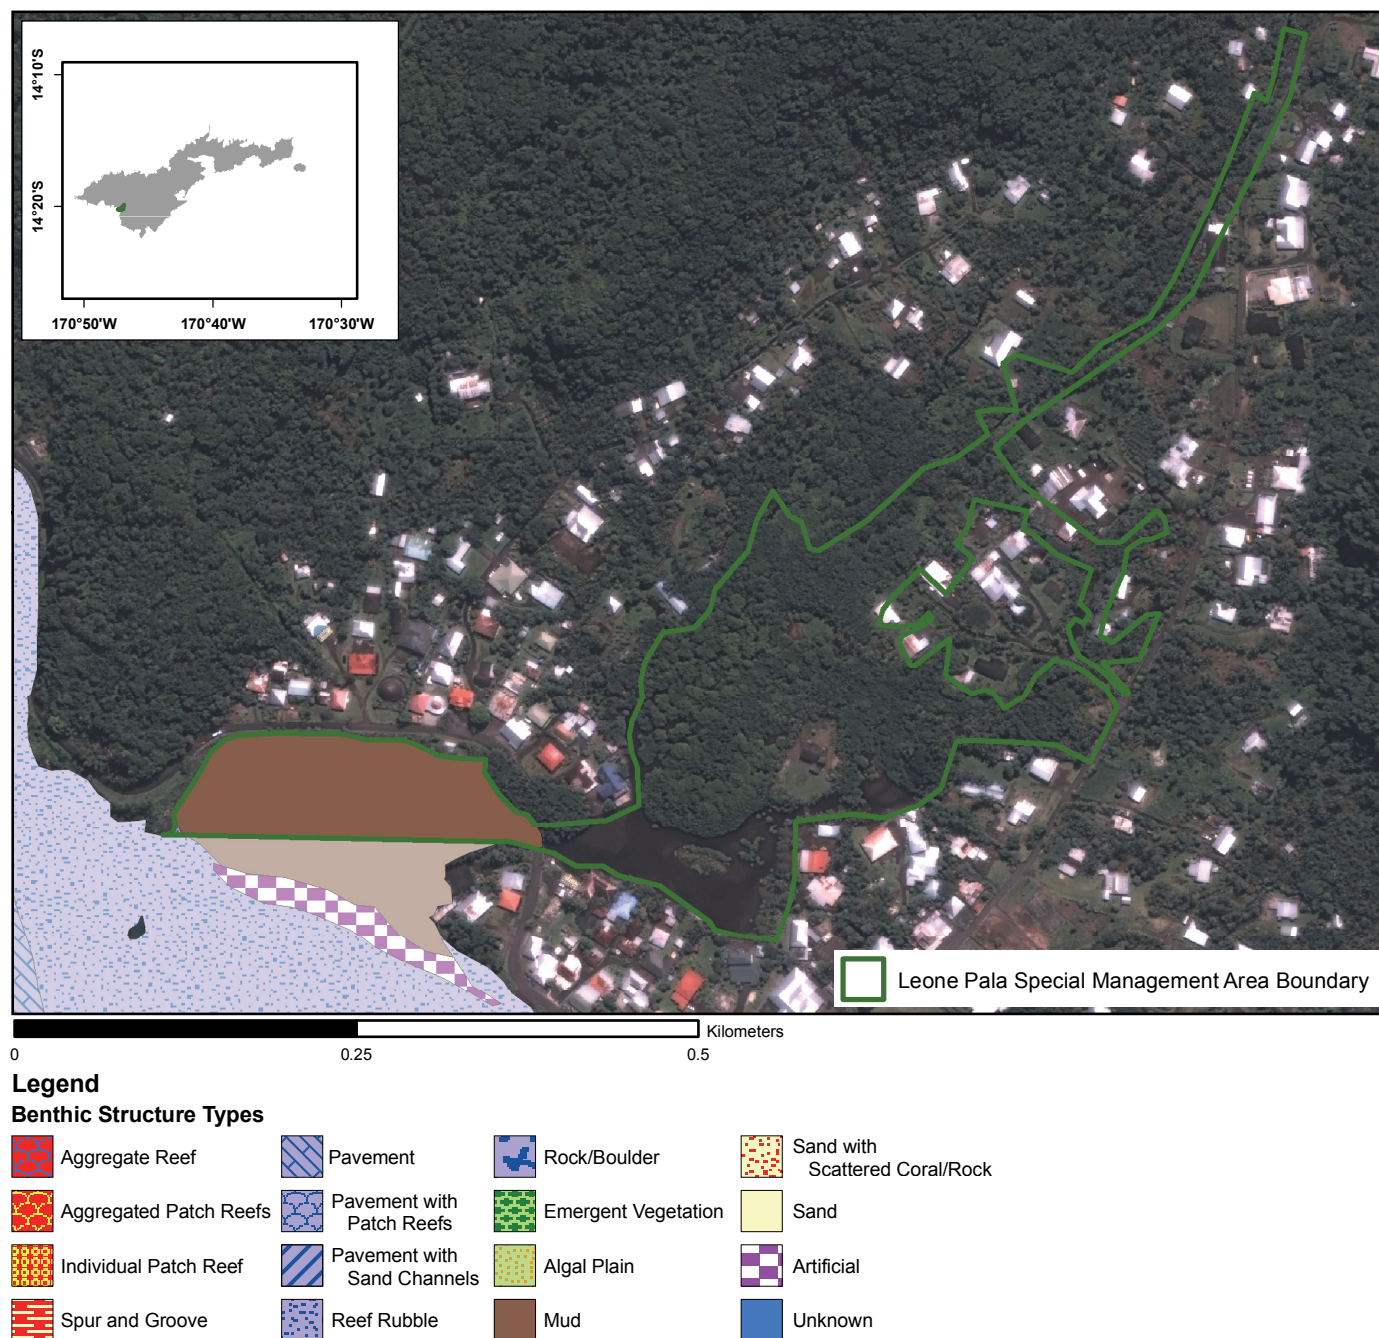 14°10'S
14°20'S
170°50'W
170°40'W
170°30'W
Leone Pala Special Management Area Boundary
Kilometers
0
0.25
0.5
Legend
Benthic Structure Types
Aggregate Reef
Aggregated Patch Reefs
Individual Patch Reef
Spur and Groove
Pavement
Pavement with
Patch Reefs
Pavement with
Sand Channels
Reef Rubble
Rock/Boulder
Emergent Vegetation
Algal Plain
Mud
Sand with
Scattered Coral/Rock
Sand
Artificial
Unknown